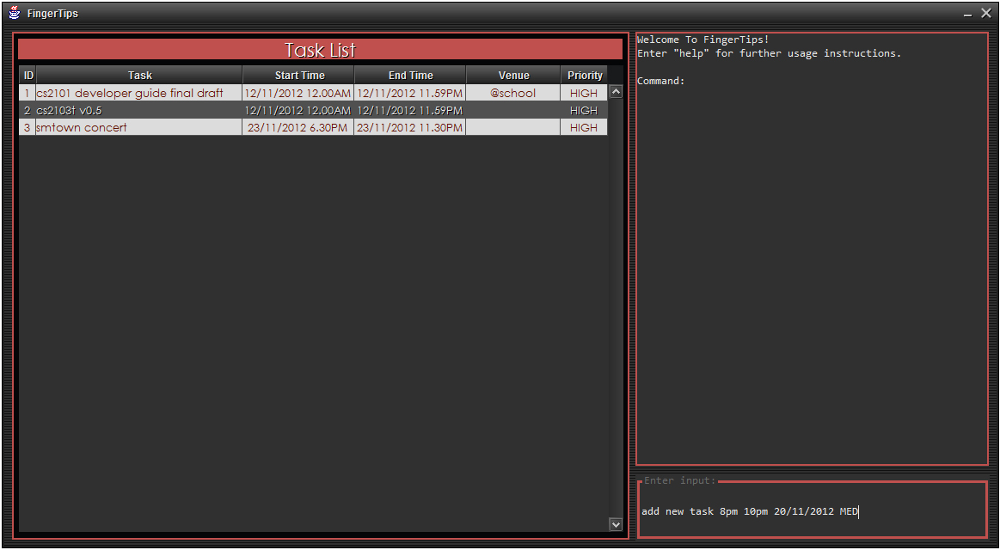 FingerTips
Task List
ID Task Start Time End Time Venue Priority
1 cs2101 developer guide final draft 12/11/2012 12.00AM 12/11/2012 11.59PM @school HIGH
2 cs2103t v0.5 12/11/2012 12.00AM 12/11/2012 11.59PM HIGH
3 smtown concert 23/11/2012 6.30PM 23/11/2012 11.30PM HIGH
Welcome To FingerTips!
Enter "help" for further usage instructions.
Command:
Enter input:
add new task 8pm 10pm 20/11/2012 MED